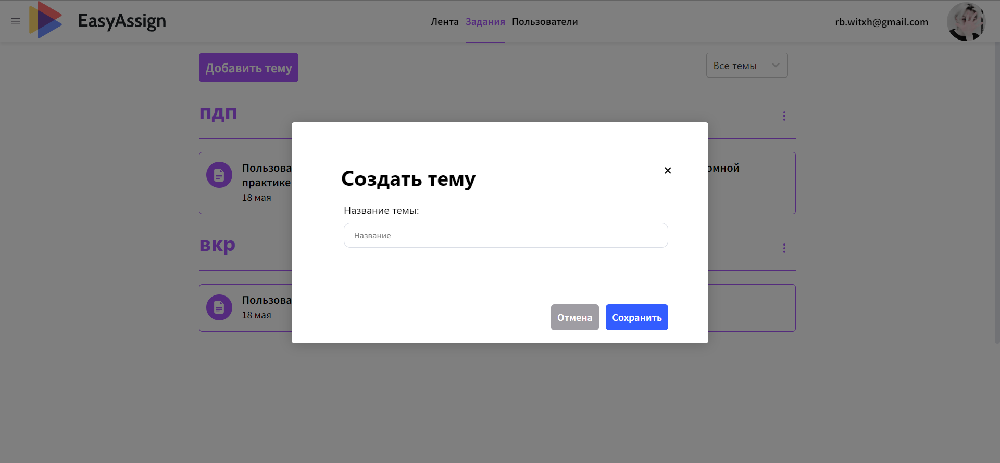 EasyAssign
Лента Задания Пользователи
rb.witxh@gmail.com
Добавить тему
Все темы
пдп
Пользова
практике
18 мая
омной
Создать тему
Название темы:
Название
Отмена Сохранить
вкр
Пользова
18 мая